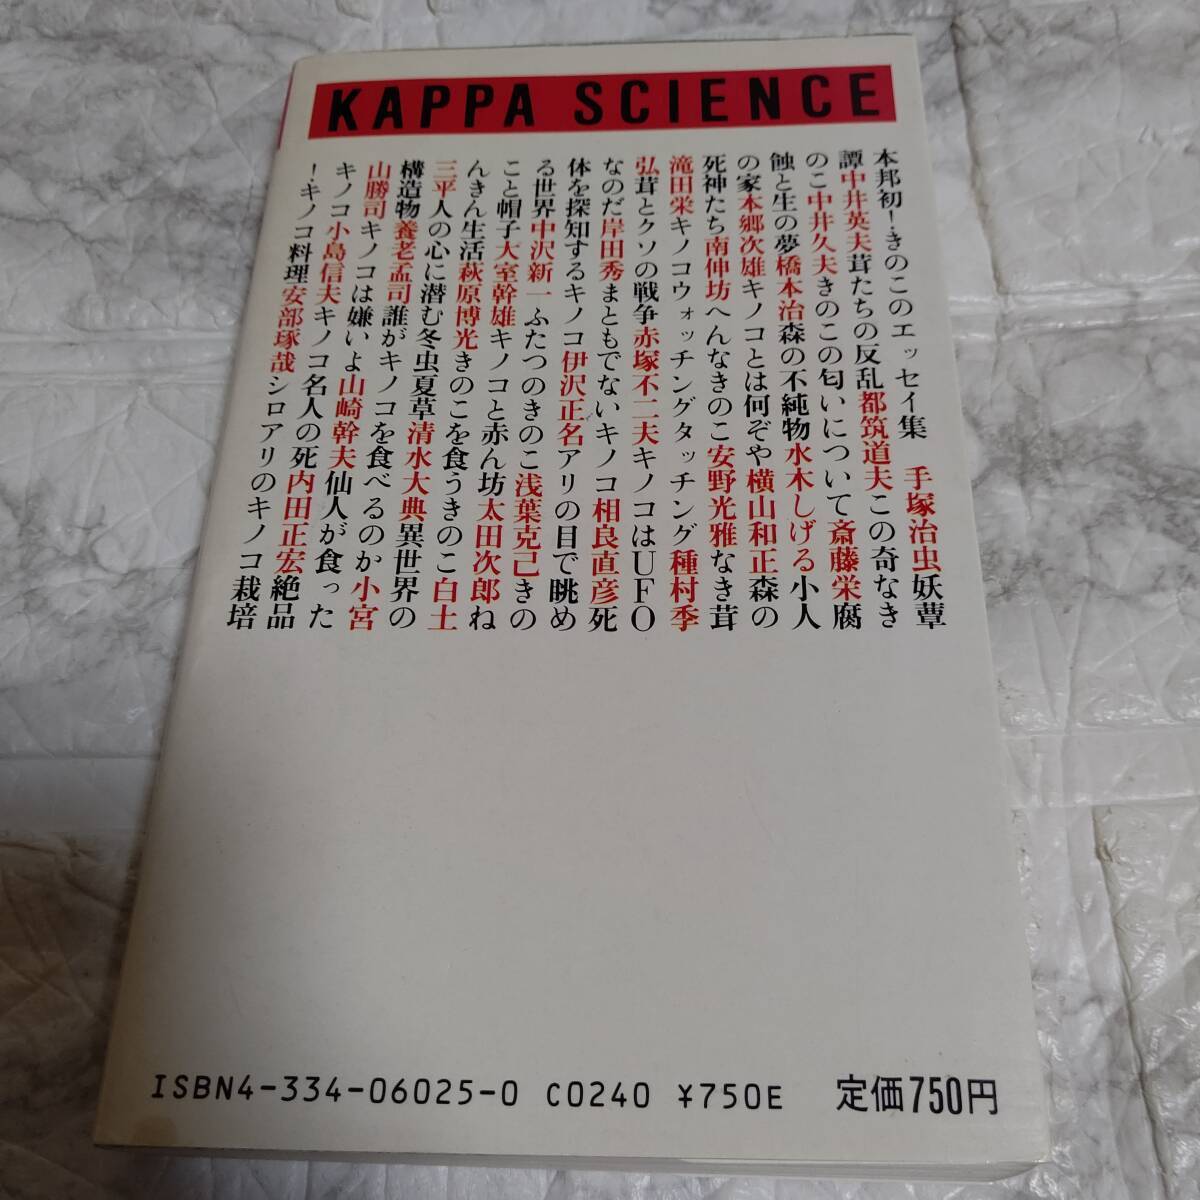 KAPPA SCIENCE
本邦初！きのこのエッセイ集 手塚治虫妖蕈
譚中井英夫茸たちの反乱都筑道夫この奇なき
のこ中井久夫きのこの匂いについて斎藤栄腐
蝕と生の夢橋本治森の不純物水木しげる小人
の家本郷次雄キノコとは何ぞや横山和正森の
死神たち南伸坊へんなきのこ安野光雅なき茸
滝田栄キノコウォッチングタッチング種村季
弘茸とクソの戦争赤塚不二夫キノコはUFO
なのだ岸田秀まともでないキノコ相良直彦死
体を探知するキノコ伊沢正名アリの目で眺め
る世界中沢新一ふたつのきのこ浅葉克己きの
こと帽子大室幹雄キノコと赤ん坊太田次郎ね
んきん生活萩原博光きのこを食うきのこ白土
三平人の心に潜む冬虫夏草清水大典異世界の
構造物養老孟司誰がキノコを食べるのか小宮
山勝司キノコは嫌いよ山崎幹夫仙人が食った
キノコ小島信夫キノコ名人の死内田正宏絶品
！キノコ料理安部琢哉シロアリのキノコ栽培
ISBN4-334-06025-0 C0240 ¥750E 定価750円